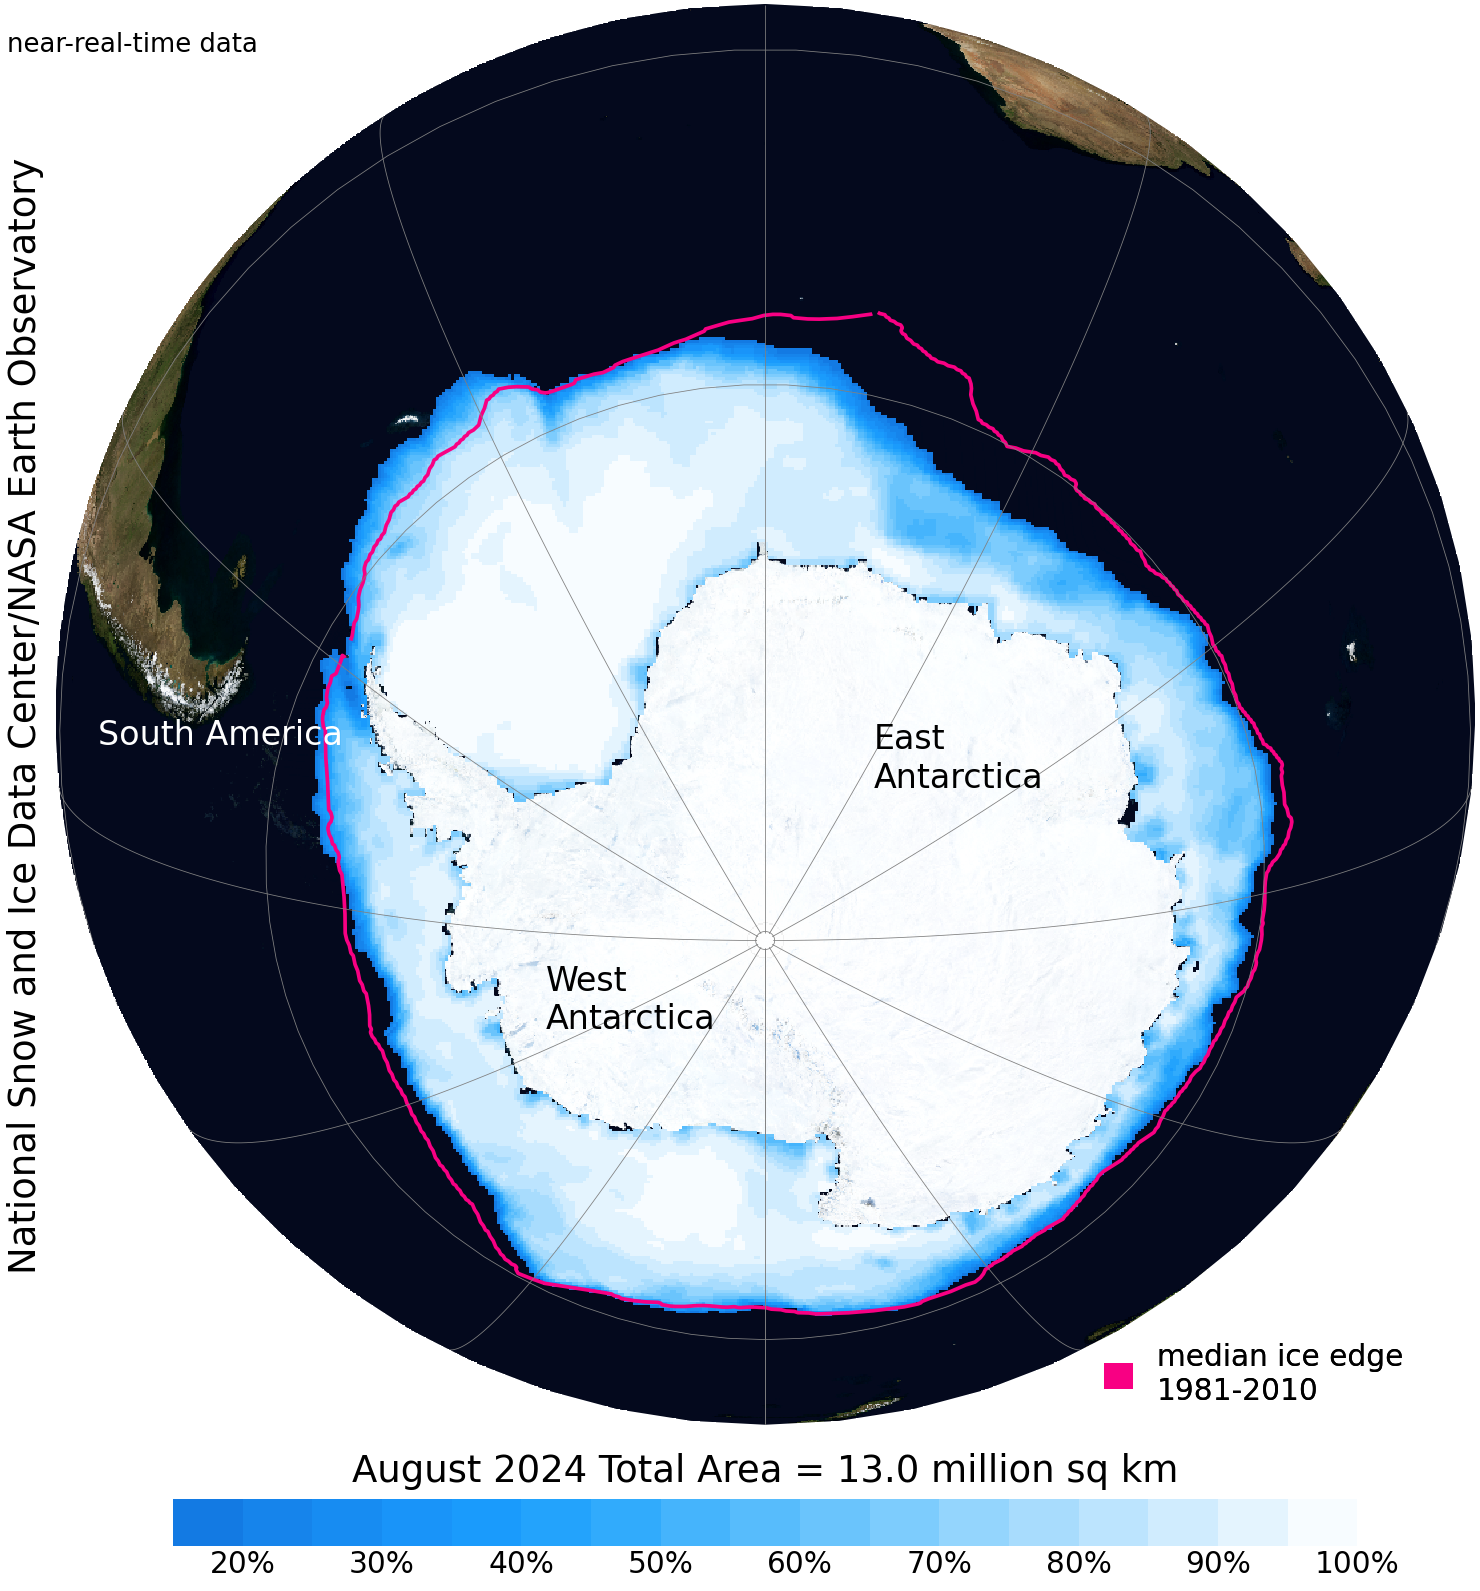 near-real-time data
National Snow and Ice Data Center/NASA Earth Observatory
South America
East
Antarctica
West
Antarctica
median ice edge
1981-2010
August 2024 Total Area = 13.0 million sq km
20% 30% 40% 50% 60% 70% 80% 90% 100%